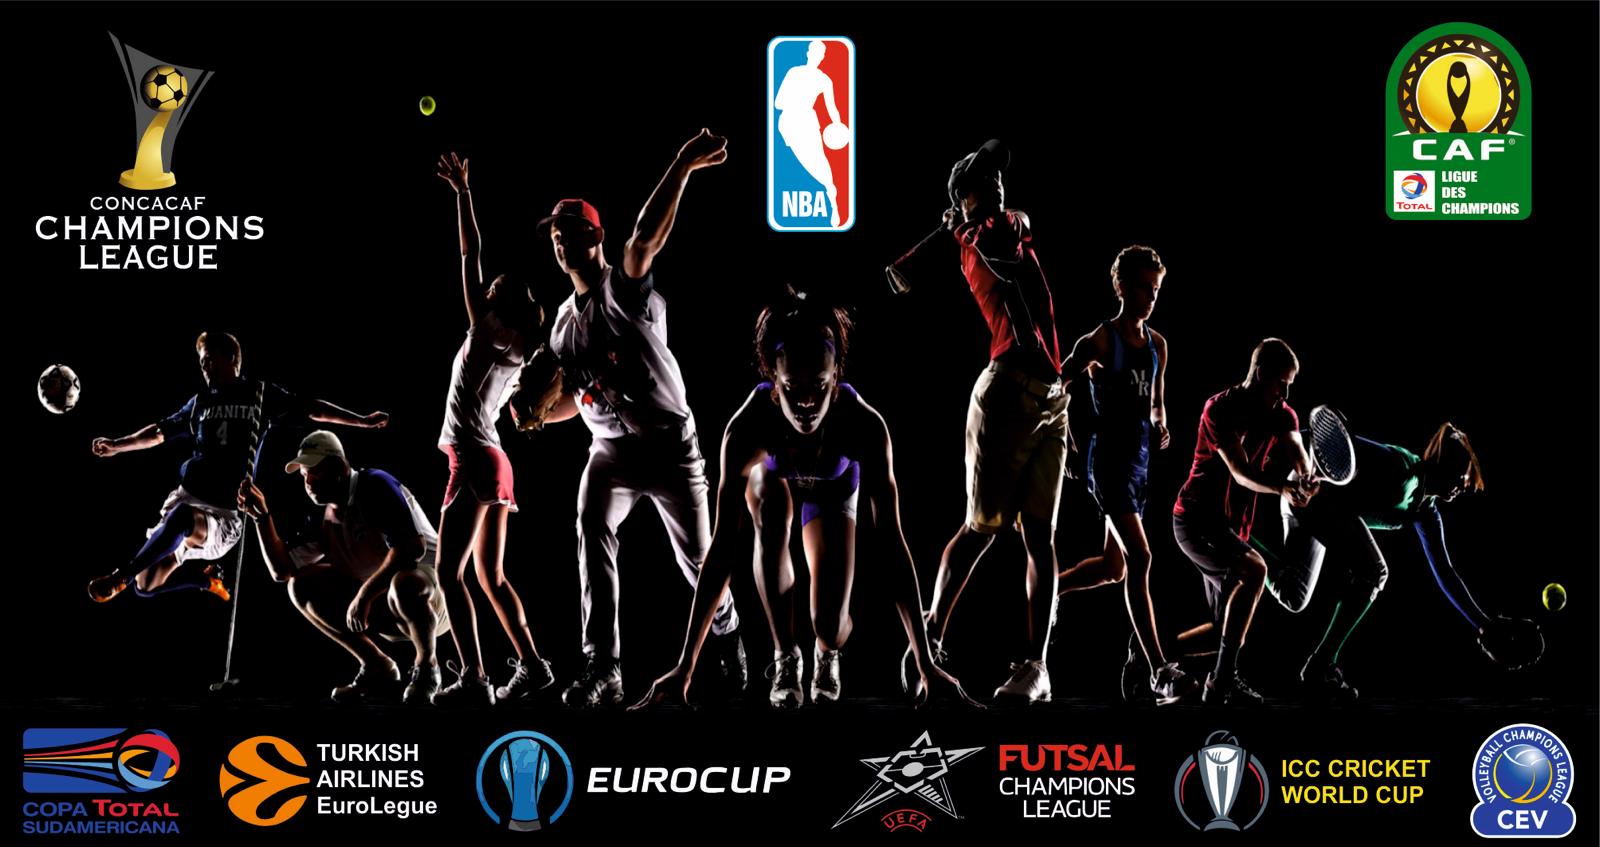 CONCACAF
CHAMPIONS
LEAGUE
NBA
CAF®
TOTAL
LIGUE
DES
CHAMPIONS
JUANITA
4
M
R
COPA TOTAL
SUDAMERICANA
TURKISH
AIRLINES
EuroLegue
EUROCUP
UEFA
FUTSAL
CHAMPIONS
LEAGUE
ICC CRICKET
WORLD CUP
VOLLEYBALL CHAMPIONS LEAGUE
CEV